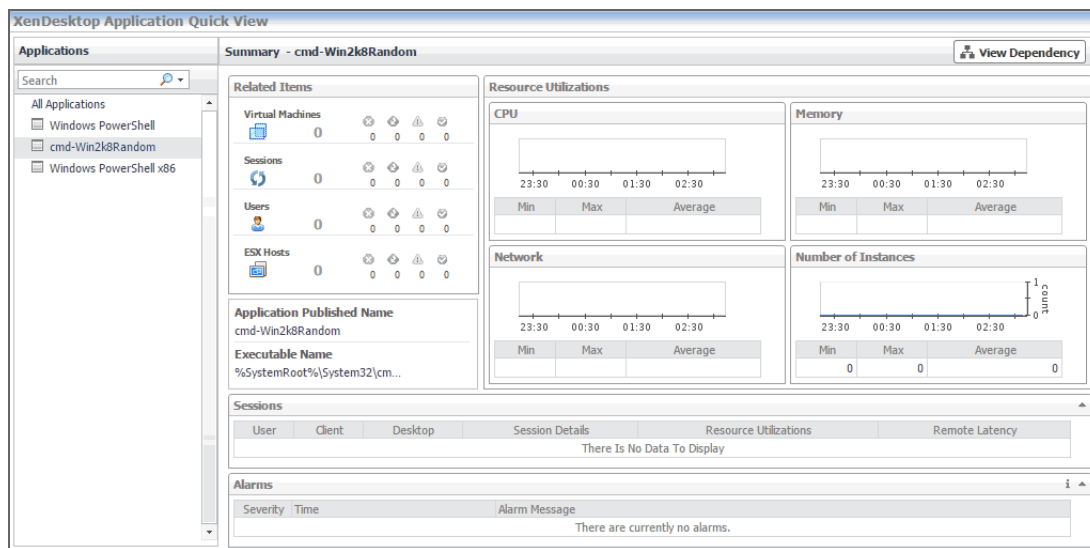 XenDesktop Application Quick View
Applications
Search
All Applications
Windows PowerShell
cmd-Win2k8Random
Windows PowerShell x86
Summary - cmd-Win2k8Random
View Dependency
Related Items
Virtual Machines
0
0 0 0 0
Sessions
0
0 0 0 0
Users
0
0 0 0 0
ESX Hosts
0
0 0 0 0
Application Published Name
cmd-Win2k8Random
Executable Name
%SystemRoot%\System32\cm...
Resource Utilizations
CPU
23:30 00:30 01:30 02:30
Min Max Average
Memory
23:30 00:30 01:30 02:30
Min Max Average
Network
23:30 00:30 01:30 02:30
Min Max Average
Number of Instances
1
count
0
23:30 00:30 01:30 02:30
Min Max Average
0 0 0
Sessions
User Client Desktop Session Details Resource Utilizations Remote Latency
There Is No Data To Display
Alarms
i
Severity Time Alarm Message
There are currently no alarms.